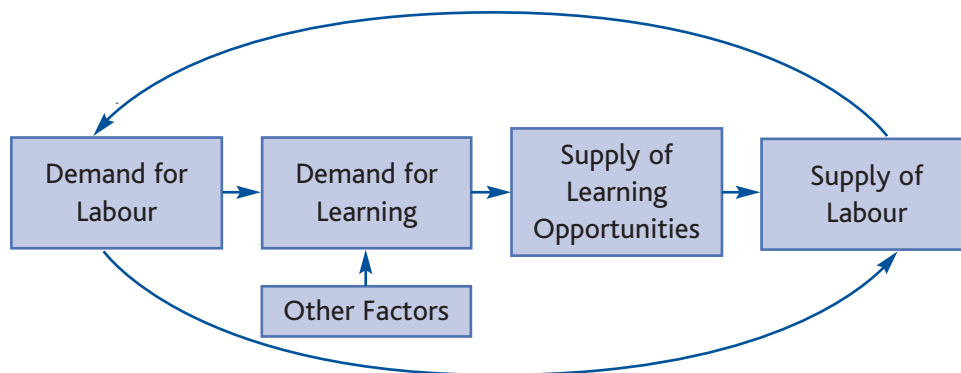 Demand for
Labour
Demand for
Learning
Supply of
Learning
Opportunities
Supply of
Labour
Other Factors